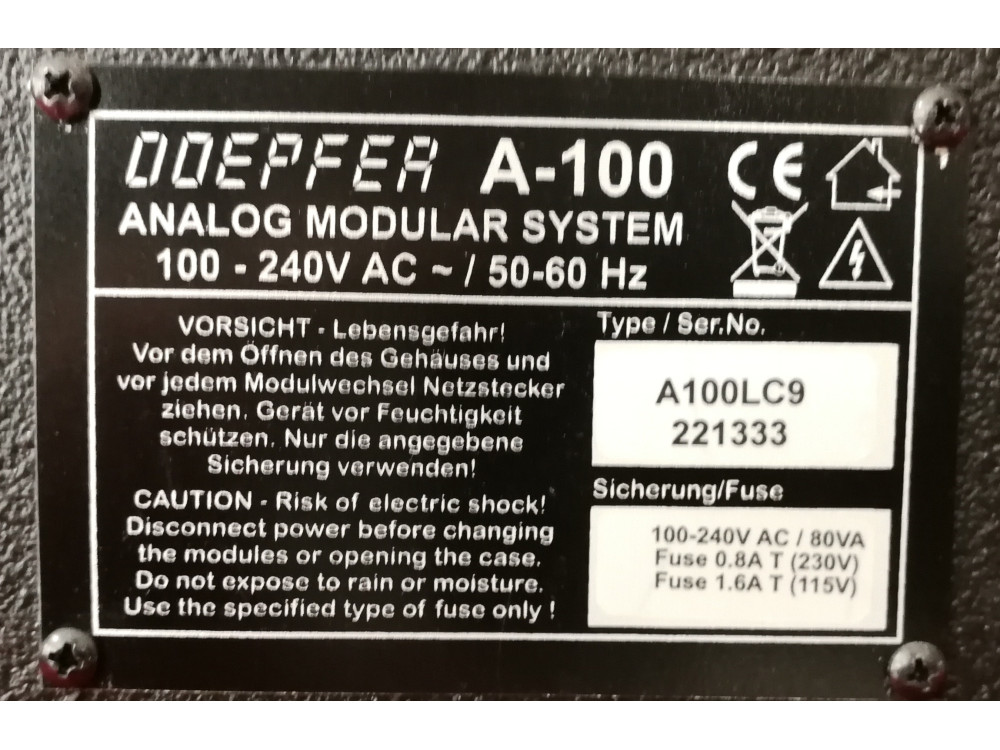 DOEPFER A-100
ANALOG MODULAR SYSTEM
100 - 240V AC ~ / 50-60 Hz
CE
VORSICHT - Lebensgefahr!
Vor dem Öffnen des Gehäuses und
vor jedem Modulwechsel Netzstecker
ziehen. Gerät vor Feuchtigkeit
schützen. Nur die angegebene
Sicherung verwenden!
CAUTION - Risk of electric shock!
Disconnect power before changing
the modules or opening the case.
Do not expose to rain or moisture.
Use the specified type of fuse only !
Type / Ser.No.
A100LC9
221333
Sicherung/Fuse
100-240V AC / 80VA
Fuse 0.8A T (230V)
Fuse 1.6A T (115V)